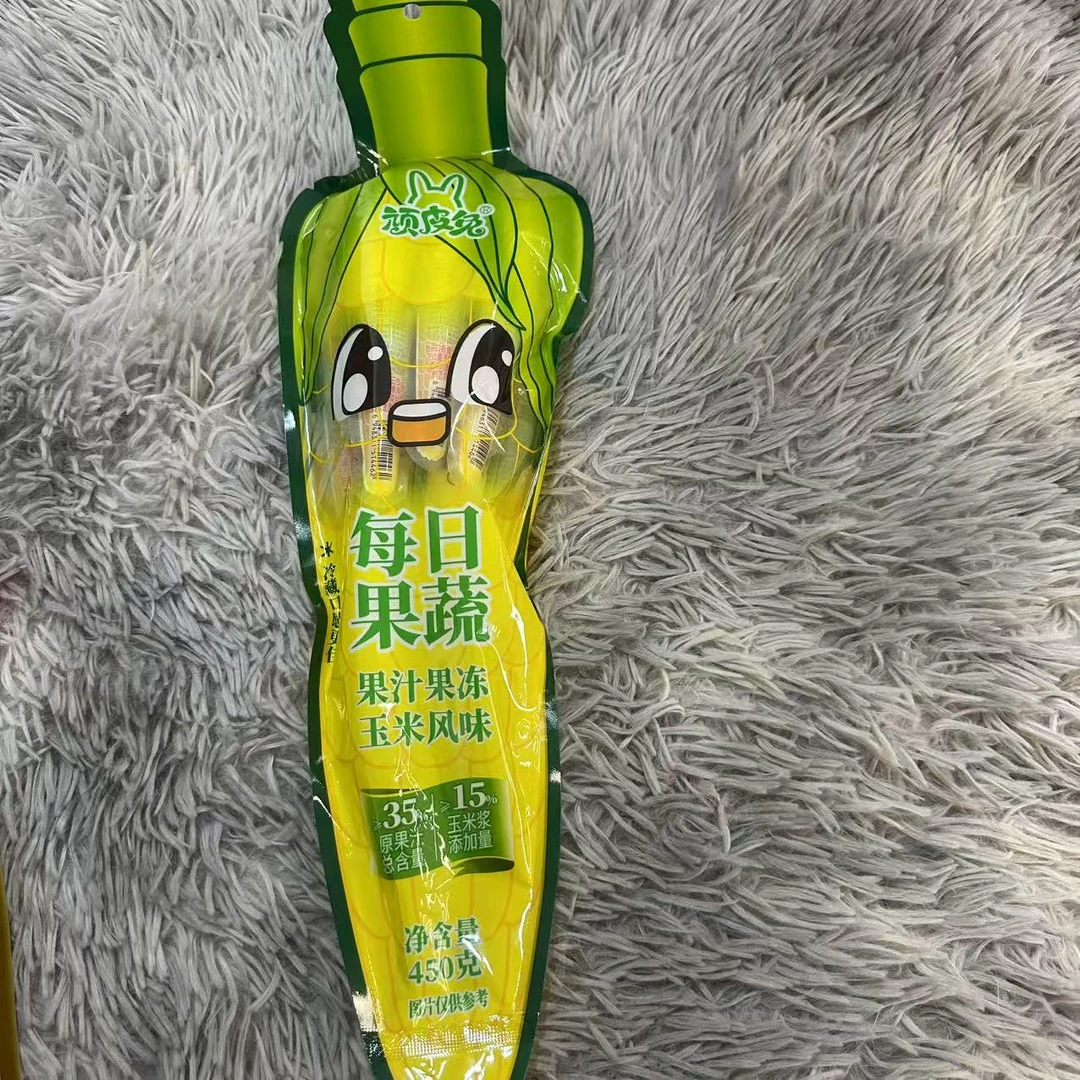 顽皮兔®
每日
果蔬
冷藏口感更佳
果汁果冻
玉米风味
≥35%
原果汁
总含量
≥15%
玉米浆
添加量
净含量
450克
图片仅供参考